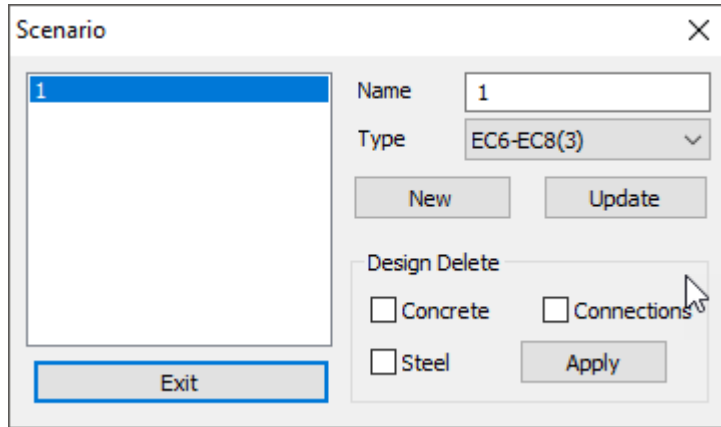 Scenario
1
Name 1
Type EC6-EC8(3)
New Update
Design Delete
Concrete Connections
Steel Apply
Exit